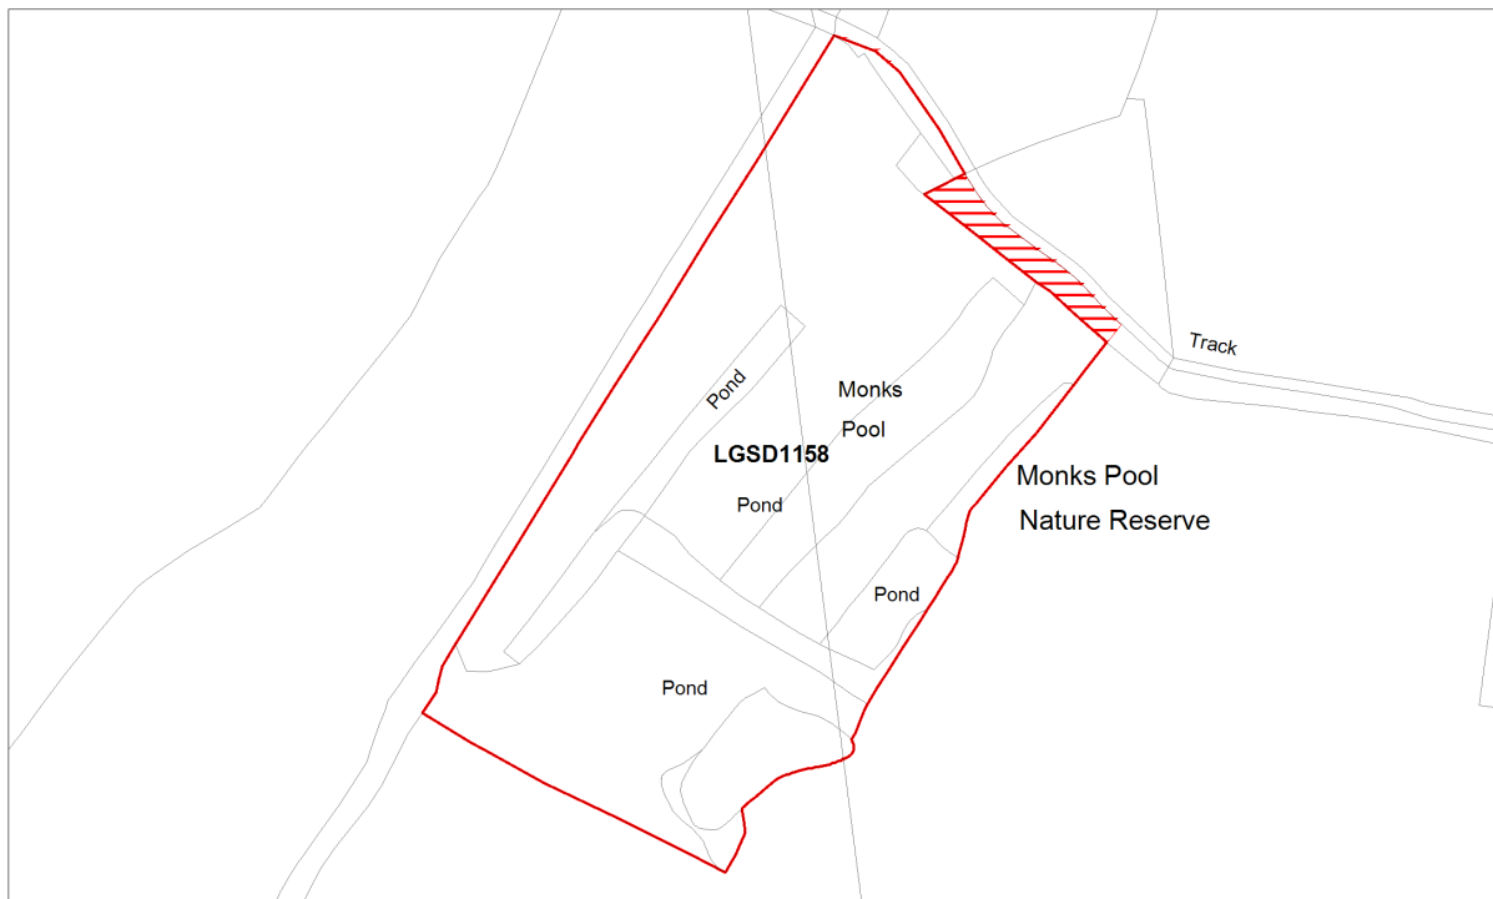 Track
Pond
Monks
Pool
LGSD1158
Monks Pool
Nature Reserve
Pond
Pond
Pond